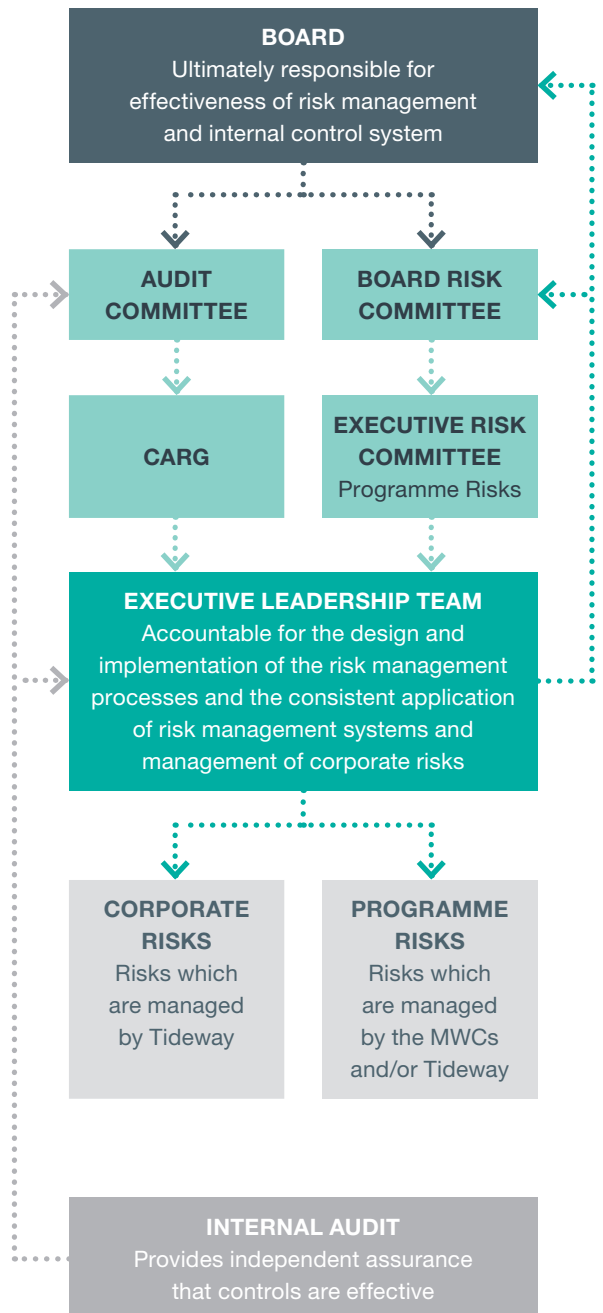 BOARD
Ultimately responsible for
effectiveness of risk management
and internal control system
AUDIT
COMMITTEE
BOARD RISK
COMMITTEE
CARG
EXECUTIVE RISK
COMMITTEE
Programme Risks
EXECUTIVE LEADERSHIP TEAM
Accountable for the design and
implementation of the risk management
processes and the consistent application
of risk management systems and
management of corporate risks
CORPORATE
RISKS
Risks which
are managed
by Tideway
PROGRAMME
RISKS
Risks which
are managed
by the MWCs
and/or Tideway
INTERNAL AUDIT
Provides independent assurance
that controls are effective